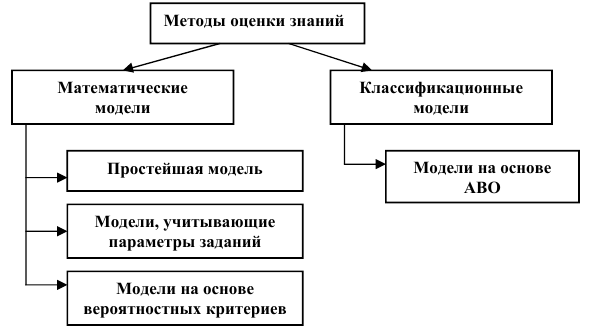 Методы оценки знаний
Математические
модели
Классификационные
модели
Простейшая модель
Модели на основе
АВО
Модели, учитывающие
параметры заданий
Модели на основе
вероятностных критериев